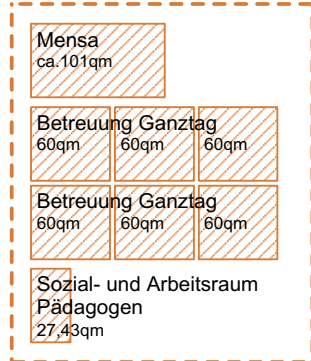 Mensa
ca.101qm
Betreuung Ganztag
60qm 60qm 60qm
Betreuung Ganztag
60qm 60qm 60qm
Sozial- und Arbeitsraum
Pädagogen
27,43qm